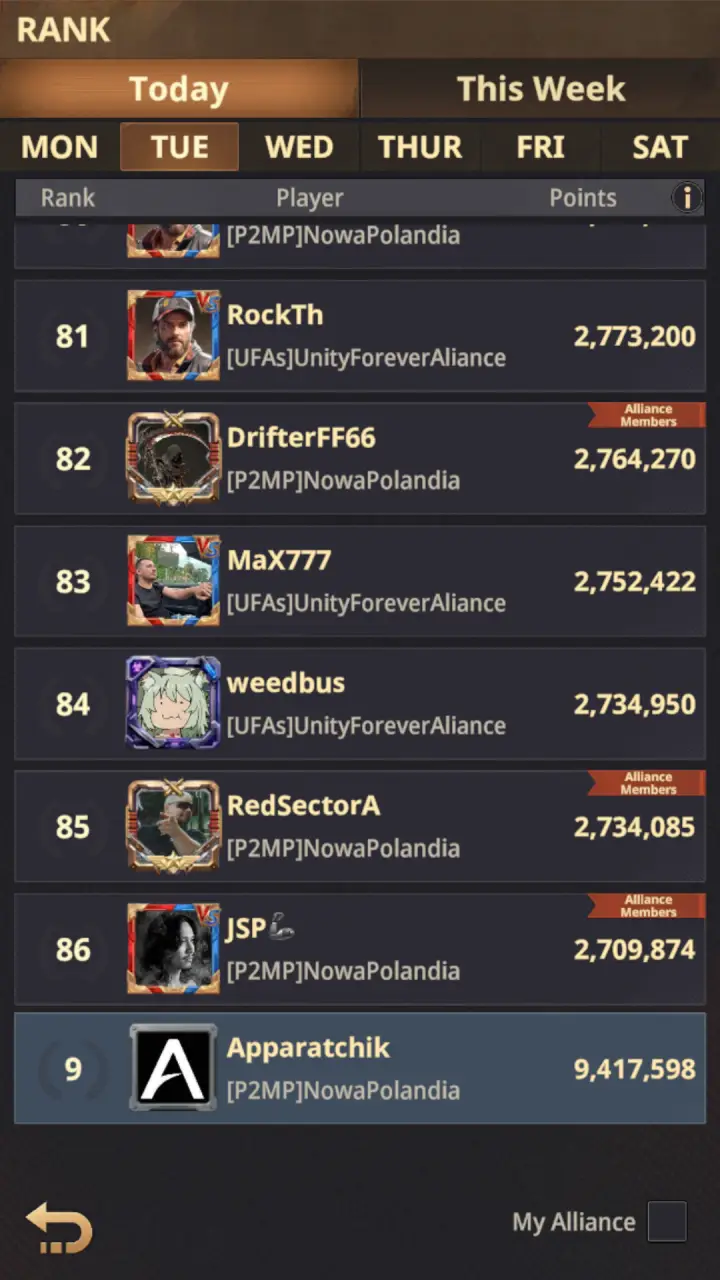 RANK
Today
This Week
MON
TUE
WED
THUR
FRI
SAT
Rank
Player
Points
[P2MP]NowaPolandia
81
RockTh
[UFAs]UnityForeverAliance
2,773,200
Alliance
Members
82
DrifterFF66
[P2MP]NowaPolandia
2,764,270
83
MaX777
[UFAs]UnityForeverAliance
2,752,422
84
weedbus
[UFAs]UnityForeverAliance
2,734,950
Alliance
Members
85
RedSectorA
[P2MP]NowaPolandia
2,734,085
Alliance
Members
86
JSP🦾
[P2MP]NowaPolandia
2,709,874
9
Apparatchik
[P2MP]NowaPolandia
9,417,598
My Alliance